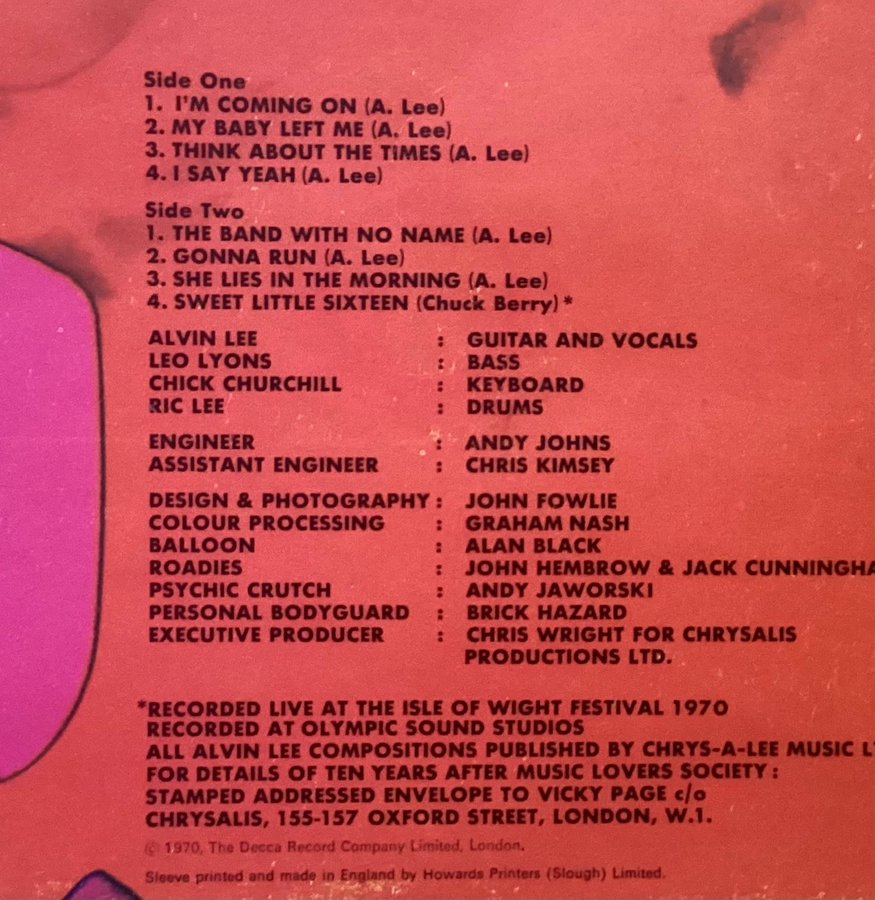 Side One
1. I'M COMING ON (A. Lee)
2. MY BABY LEFT ME (A. Lee)
3. THINK ABOUT THE TIMES (A. Lee)
4. I SAY YEAH (A. Lee)
Side Two
1. THE BAND WITH NO NAME (A. Lee)
2. GONNA RUN (A. Lee)
3. SHE LIES IN THE MORNING (A. Lee)
4. SWEET LITTLE SIXTEEN (Chuck Berry)*
ALVIN LEE : GUITAR AND VOCALS
LEO LYONS : BASS
CHICK CHURCHILL : KEYBOARD
RIC LEE : DRUMS
ENGINEER : ANDY JOHNS
ASSISTANT ENGINEER : CHRIS KIMSEY
DESIGN & PHOTOGRAPHY : JOHN FOWLIE
COLOUR PROCESSING : GRAHAM NASH
BALLOON : ALAN BLACK
ROADIES : JOHN HEMBROW & JACK CUNNINGHA
PSYCHIC CRUTCH : ANDY JAWORSKI
PERSONAL BODYGUARD : BRICK HAZARD
EXECUTIVE PRODUCER : CHRIS WRIGHT FOR CHRYSALIS
PRODUCTIONS LTD.
*RECORDED LIVE AT THE ISLE OF WIGHT FESTIVAL 1970
RECORDED AT OLYMPIC SOUND STUDIOS
ALL ALVIN LEE COMPOSITIONS PUBLISHED BY CHRYS-A-LEE MUSIC
FOR DETAILS OF TEN YEARS AFTER MUSIC LOVERS SOCIETY :
STAMPED ADDRESSED ENVELOPE TO VICKY PAGE c/o
CHRYSALIS, 155-157 OXFORD STREET, LONDON, W.1.
© 1970, The Decca Record Company Limited, London.
Sleeve printed and made in England by Howards Printers (Slough) Limited.